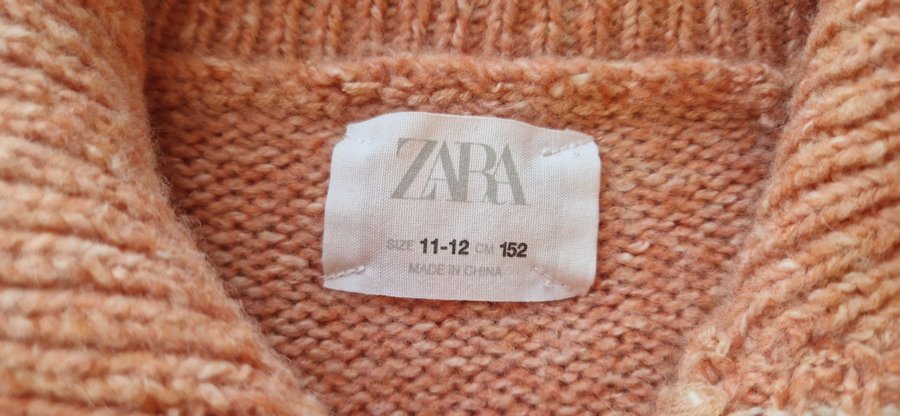 ZARA
SIZE 11-12 CM 152
MADE IN CHINA